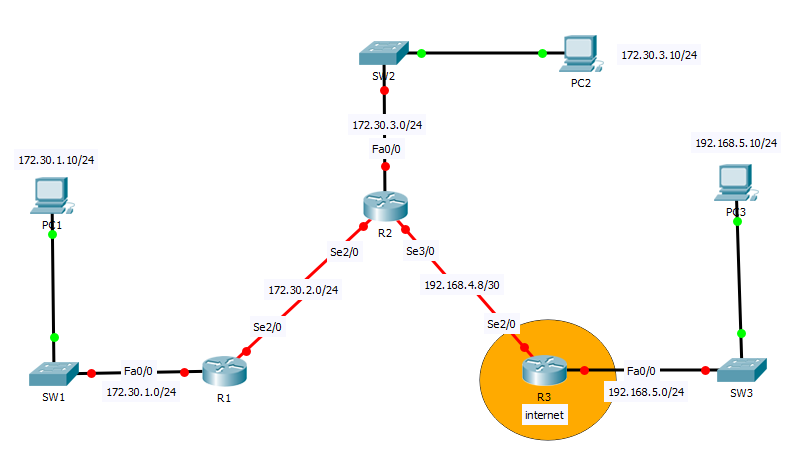 SW2
PC2
172.30.3.10/24
172.30.3.0/24
Fa0/0
192.168.5.10/24
172.30.1.10/24
PC1
PC3
R2
Se2/0
Se3/0
172.30.2.0/24
192.168.4.8/30
Se2/0
Se2/0
Fa0/0
172.30.1.0/24
SW1
R1
R3
internet
Fa0/0
192.168.5.0/24
SW3